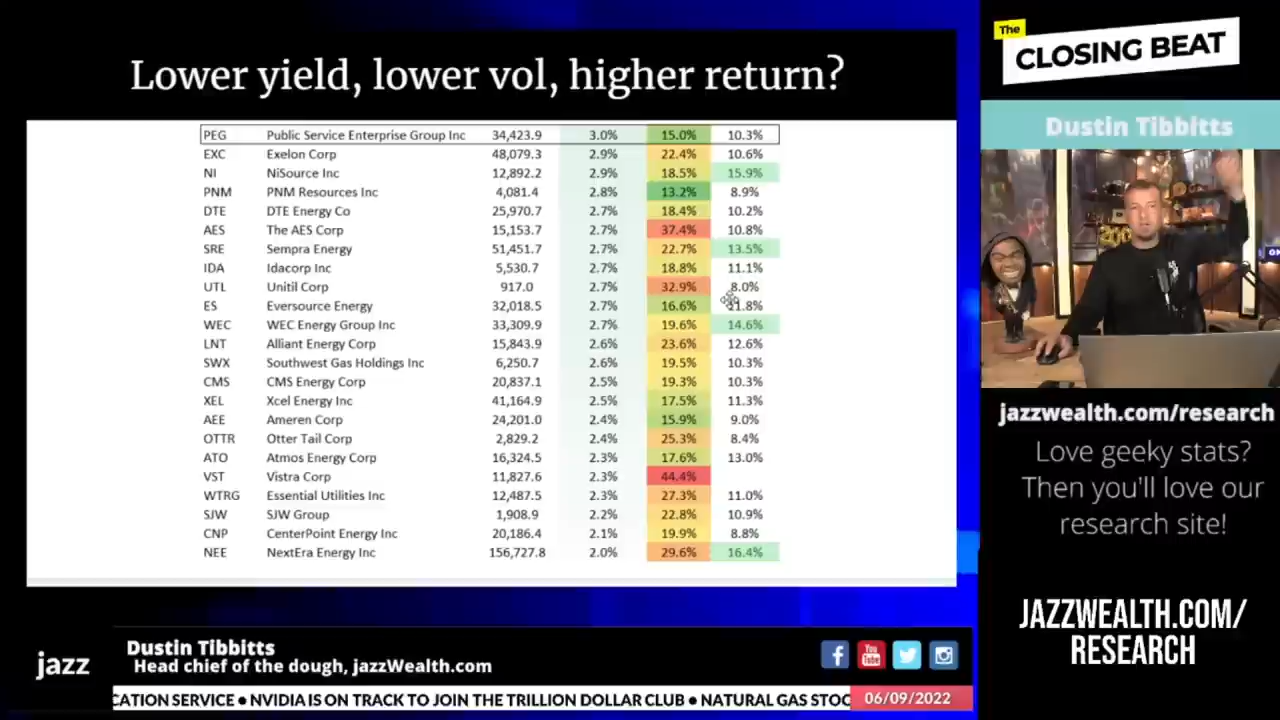 Lower yield, lower vol, higher return?
PEG Public Service Enterprise Group Inc 34,423.9 3.0% 15.0% 10.3%
EXC Exelon Corp 48,079.3 2.9% 22.4% 10.6%
NI NiSource Inc 12,892.2 2.9% 18.5% 15.9%
PNM PNM Resources Inc 4,081.4 2.8% 13.2% 8.9%
DTE DTE Energy Co 25,970.7 2.7% 18.4% 10.2%
AES The AES Corp 15,153.7 2.7% 37.4% 10.8%
SRE Sempra Energy 51,451.7 2.7% 22.7% 13.5%
IDA Idacorp Inc 5,530.7 2.7% 18.8% 11.1%
UTL Unitil Corp 917.0 2.7% 32.9% 8.0%
ES Eversource Energy 32,018.5 2.7% 16.6% 11.8%
WEC WEC Energy Group Inc 33,309.9 2.7% 19.6% 14.6%
LNT Alliant Energy Corp 15,843.9 2.6% 23.6% 12.6%
SWX Southwest Gas Holdings Inc 6,250.7 2.6% 19.5% 10.3%
CMS CMS Energy Corp 20,837.1 2.5% 19.3% 10.3%
XEL Xcel Energy Inc 41,164.9 2.5% 17.5% 11.3%
AEE Ameren Corp 24,201.0 2.4% 15.9% 9.0%
OTTR Otter Tail Corp 2,829.2 2.4% 25.3% 8.4%
ATO Atmos Energy Corp 16,324.5 2.3% 17.6% 13.0%
VST Vistra Corp 11,827.6 2.3% 44.4%
WTRG Essential Utilities Inc 12,487.5 2.3% 27.3% 11.0%
SJW SJW Group 1,908.9 2.2% 22.8% 10.9%
CNP CenterPoint Energy Inc 20,186.4 2.1% 19.9% 8.8%
NEE NextEra Energy Inc 156,727.8 2.0% 29.6% 16.4%
The
CLOSING BEAT
Dustin Tibbitts
jazzwealth.com/research
Love geeky stats?
Then you'll love our
research site!
JAZZWEALTH.COM/
RESEARCH
jazz
Dustin Tibbitts
Head chief of the dough, jazzWealth.com
You
Tube
CATION SERVICE • NVIDIA IS ON TRACK TO JOIN THE TRILLION DOLLAR CLUB • NATURAL GAS STOC
06/09/2022